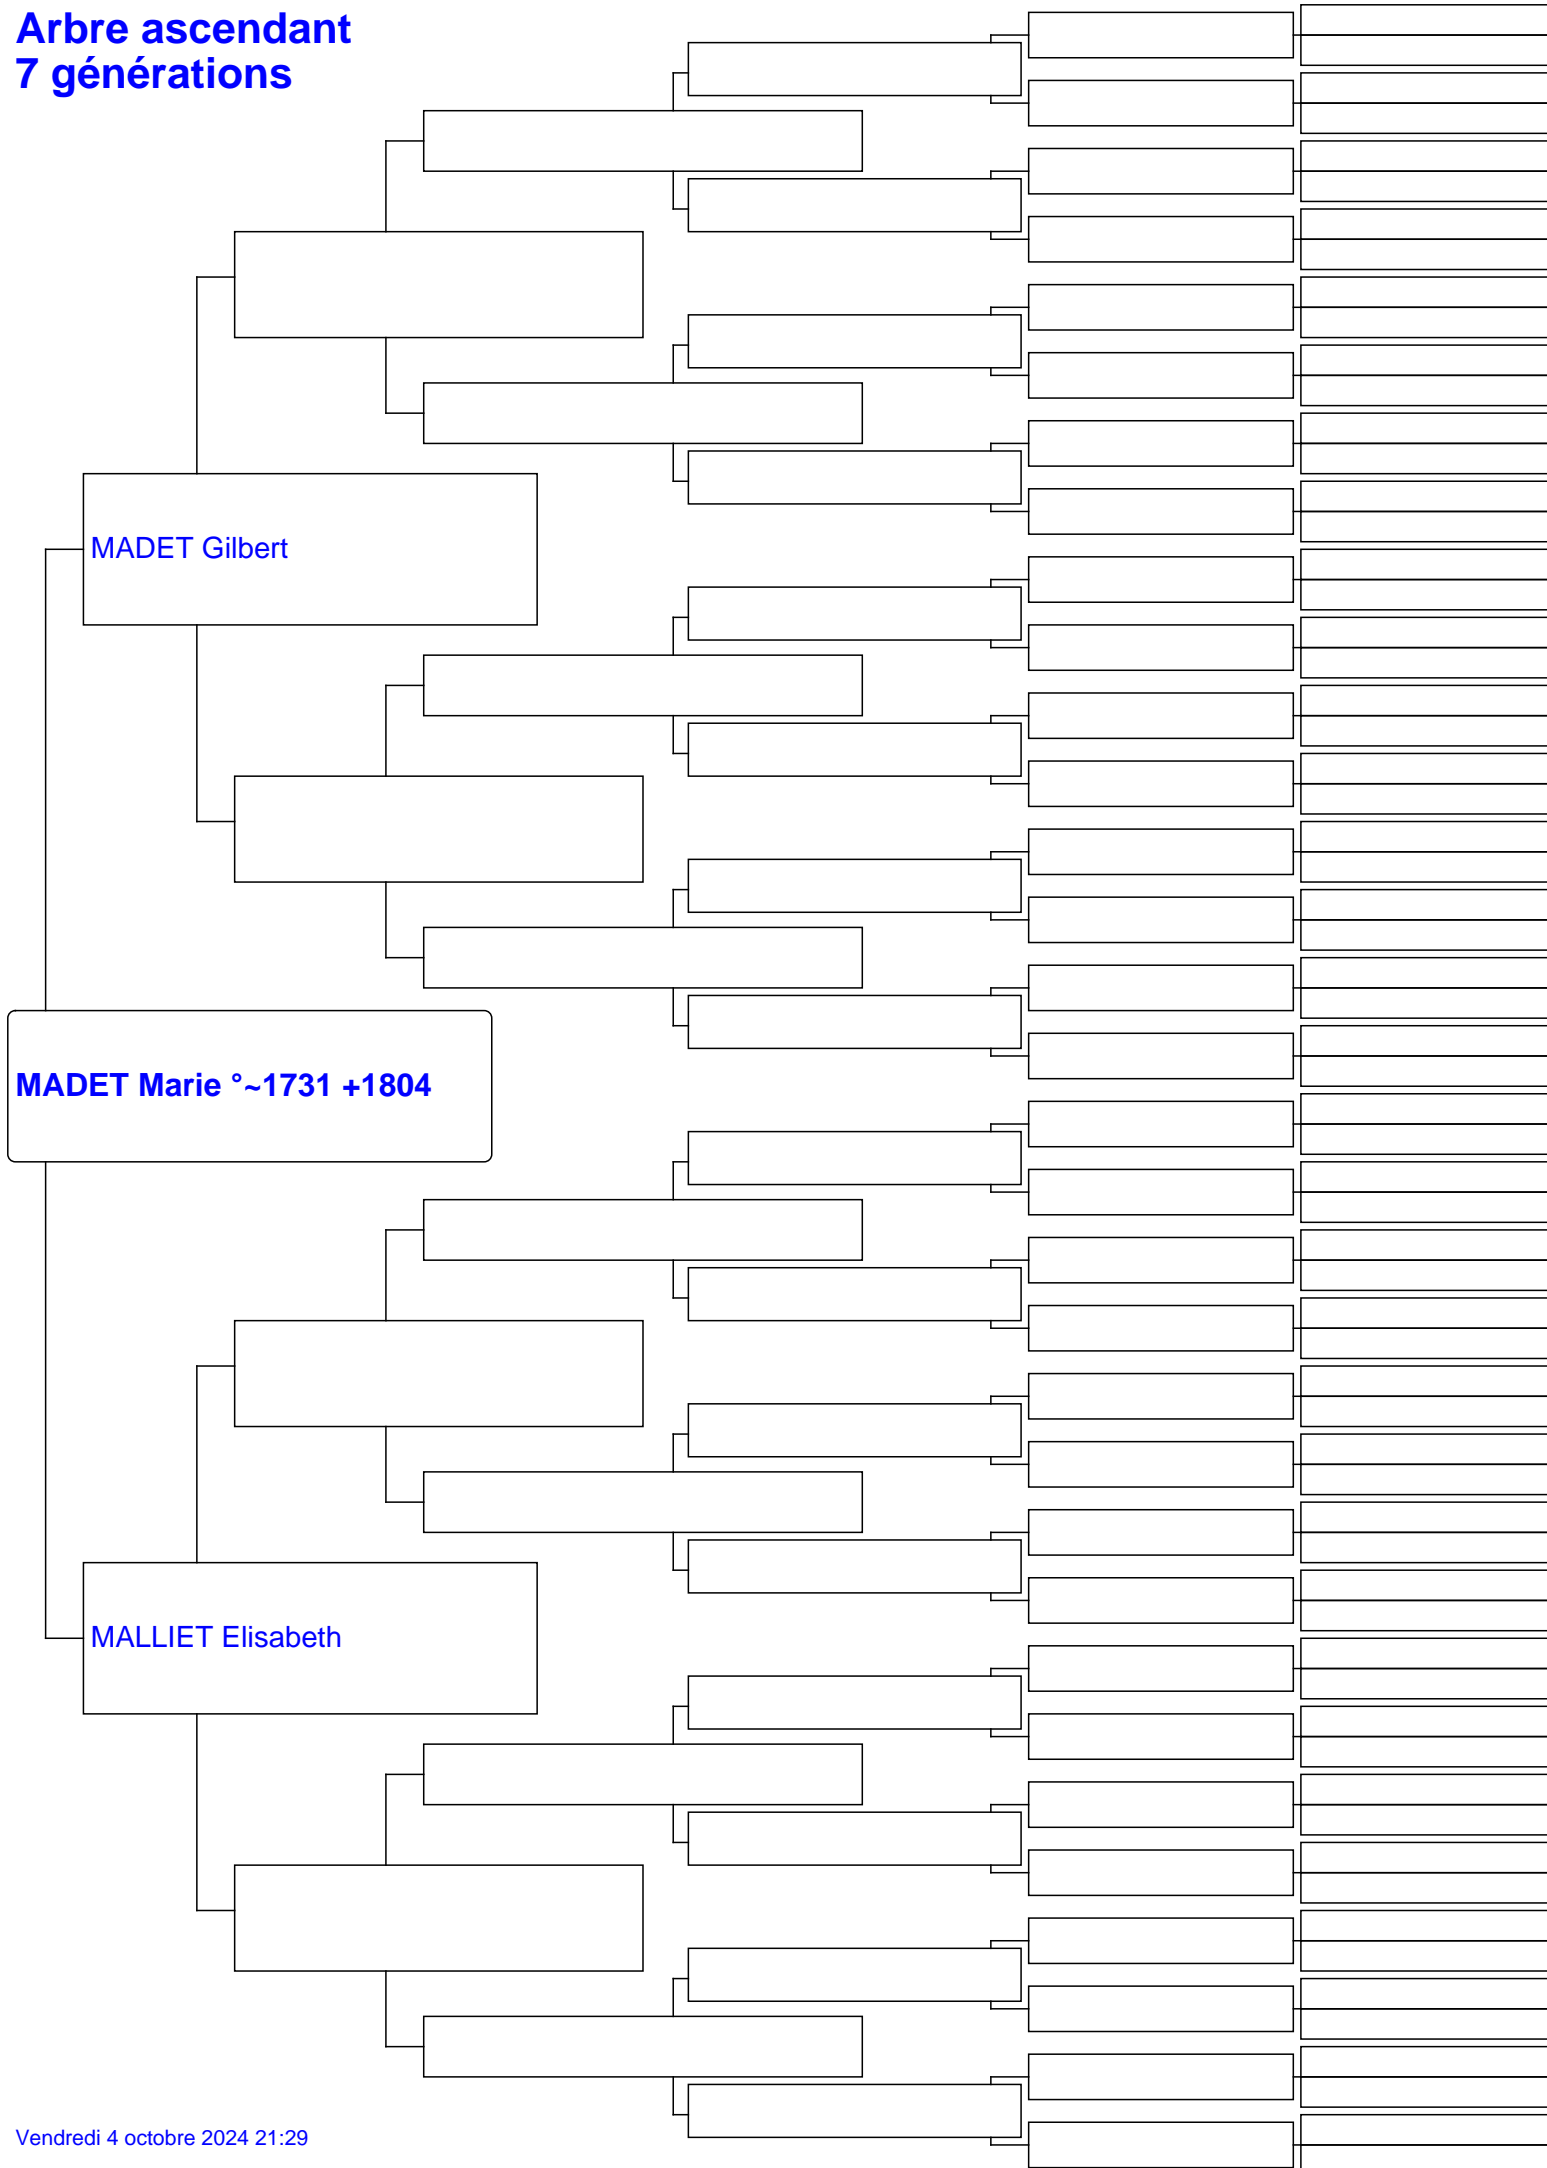 Arbre ascendant
7 générations
MADET Gilbert
MADET Marie °~1731 +1804
MALLIET Elisabeth
Vendredi 4 octobre 2024 21:29